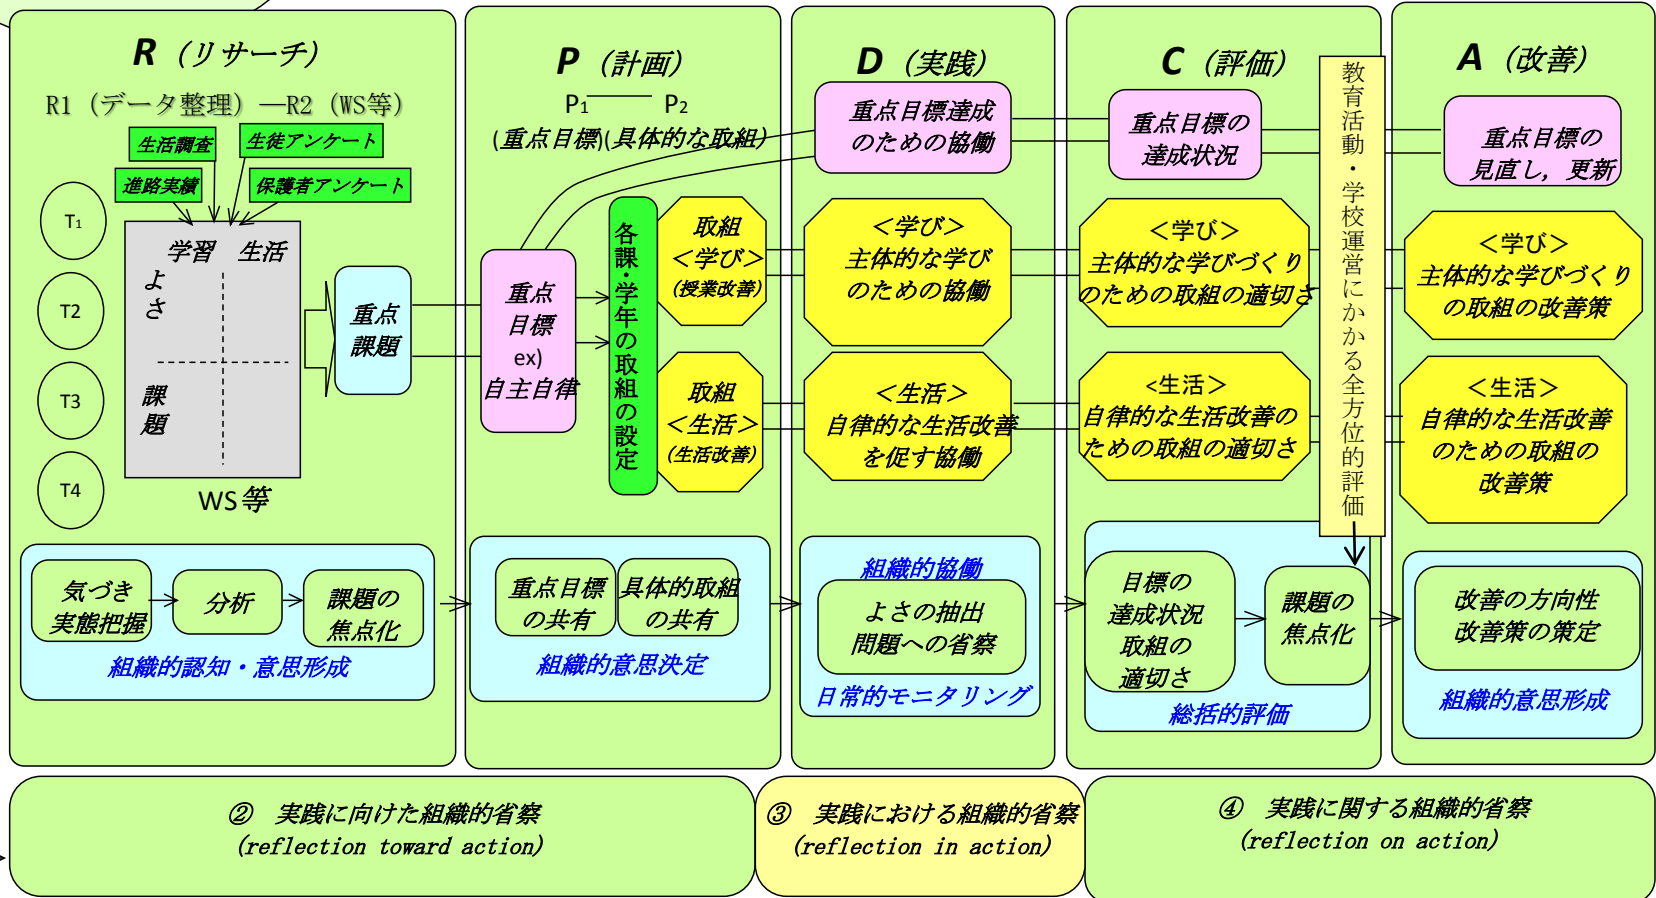 R（リサーチ）
R1（データ整理）―R2（WS等）
生活調査
生徒アンケート
進路実績
保護者アンケート
T1
T2
T3
T4
学習 生活
よさ
課題
WS等
重点
課題
気づき
実態把握
分析
課題の
焦点化
組織的認知・意思形成
P（計画）
P1 P2
(重点目標)(具体的な取組)
重点
目標
ex)
自主自律
各課・学年の取組の設定
取組
＜学び＞
(授業改善)
取組
＜生活＞
(生活改善)
重点目標
の共有
具体的取組
の共有
組織的意思決定
D（実践）
重点目標達成
のための協働
＜学び＞
主体的な学び
のための協働
＜生活＞
自律的な生活改善
を促す協働
組織的協働
よさの抽出
問題への省察
日常的モニタリング
C（評価）
重点目標の
達成状況
＜学び＞
主体的な学びづくり
のための取組の適切さ
<生活＞
自律的な生活改善の
ための取組の適切さ
教育活動・学校運営にかかる全方位的評価
目標の
達成状況
取組の
適切さ
課題の
焦点化
総括的評価
A（改善）
重点目標の
見直し，更新
＜学び＞
主体的な学びづくり
の取組の改善策
＜生活＞
自律的な生活改善
のための取組の
改善策
改善の方向性
改善策の策定
組織的意思形成
② 実践に向けた組織的省察
(reflection toward action)
③ 実践における組織的省察
(reflection in action)
④ 実践に関する組織的省察
(reflection on action)